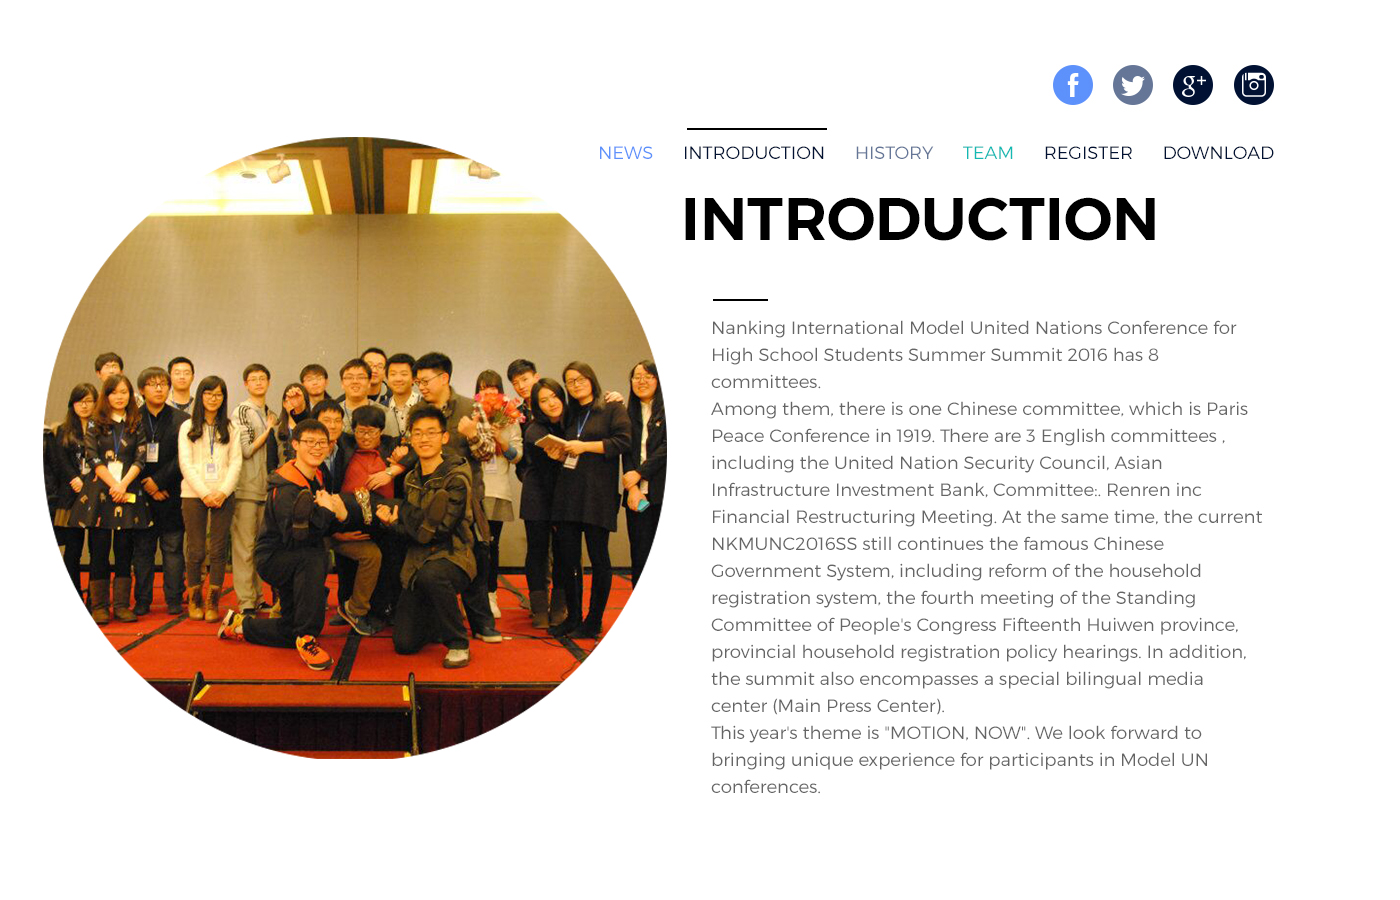 NEWS INTRODUCTION HISTORY TEAM REGISTER DOWNLOAD
INTRODUCTION
Nanking International Model United Nations Conference for
High School Students Summer Summit 2016 has 8
committees.
Among them, there is one Chinese committee, which is Paris
Peace Conference in 1919. There are 3 English committees ,
including the United Nation Security Council, Asian
Infrastructure Investment Bank, Committee:. Renren inc
Financial Restructuring Meeting. At the same time, the current
NKMUNC2016SS still continues the famous Chinese
Government System, including reform of the household
registration system, the fourth meeting of the Standing
Committee of People's Congress Fifteenth Huiwen province,
provincial household registration policy hearings. In addition,
the summit also encompasses a special bilingual media
center (Main Press Center).
This year's theme is "MOTION, NOW". We look forward to
bringing unique experience for participants in Model UN
conferences.